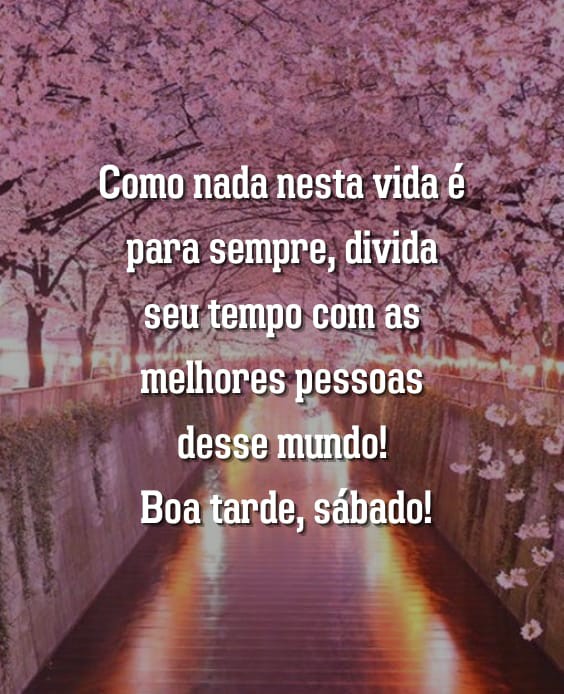 Como nada nesta vida é
para sempre, divida
seu tempo com as
melhores pessoas
desse mundo!
Boa tarde, sábado!